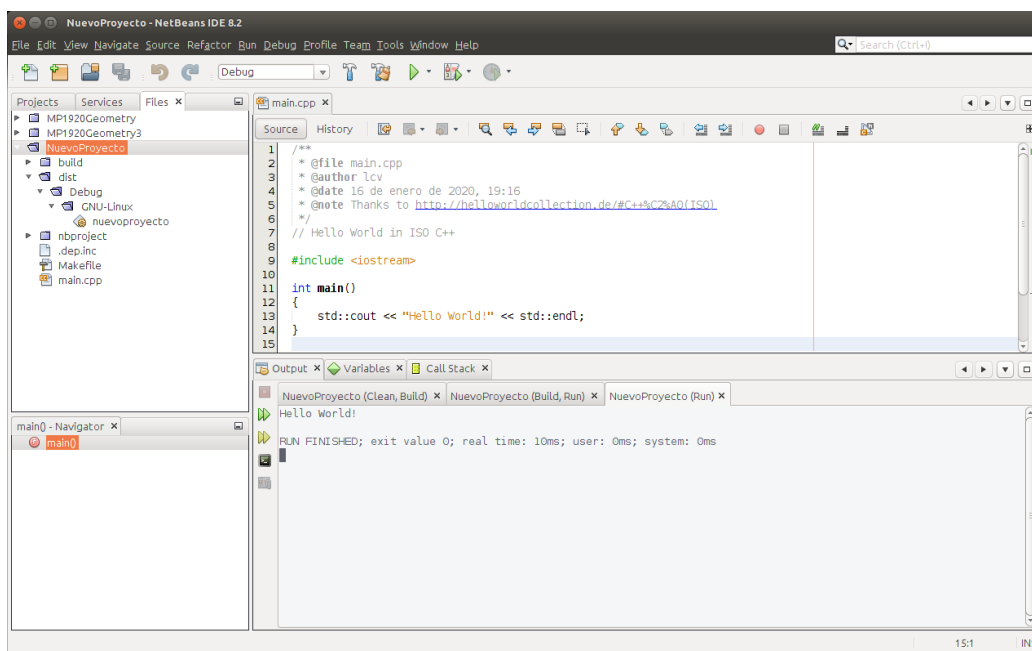 NuevoProyecto - NetBeans IDE 8.2
File Edit View Navigate Source Refactor Run Debug Profile Team Tools Window Help
Search (Ctrl+I)
Debug
Projects Services Files
MP1920Geometry
MP1920Geometry3
NuevoProyecto
build
dist
Debug
GNU-Linux
nuevoproyecto
nbproject
.dep.inc
Makefile
main.cpp
main() - Navigator
main()
main.cpp
Source History
1 /**
2 * @file main.cpp
3 * @author lcv
4 * @date 16 de enero de 2020, 19:16
5 * @note Thanks to http://helloworldcollection.de/#C++%C2%A0(ISO)
6 */
7 // Hello World in ISO C++
8
9 #include <iostream>
10
11 int main()
12 {
13 std::cout << "Hello World!" << std::endl;
14 }
15
Output Variables Call Stack
NuevoProyecto (Clean, Build) NuevoProyecto (Build, Run) NuevoProyecto (Run)
Hello World!
RUN FINISHED; exit value 0; real time: 10ms; user: 0ms; system: 0ms
15:1 IN